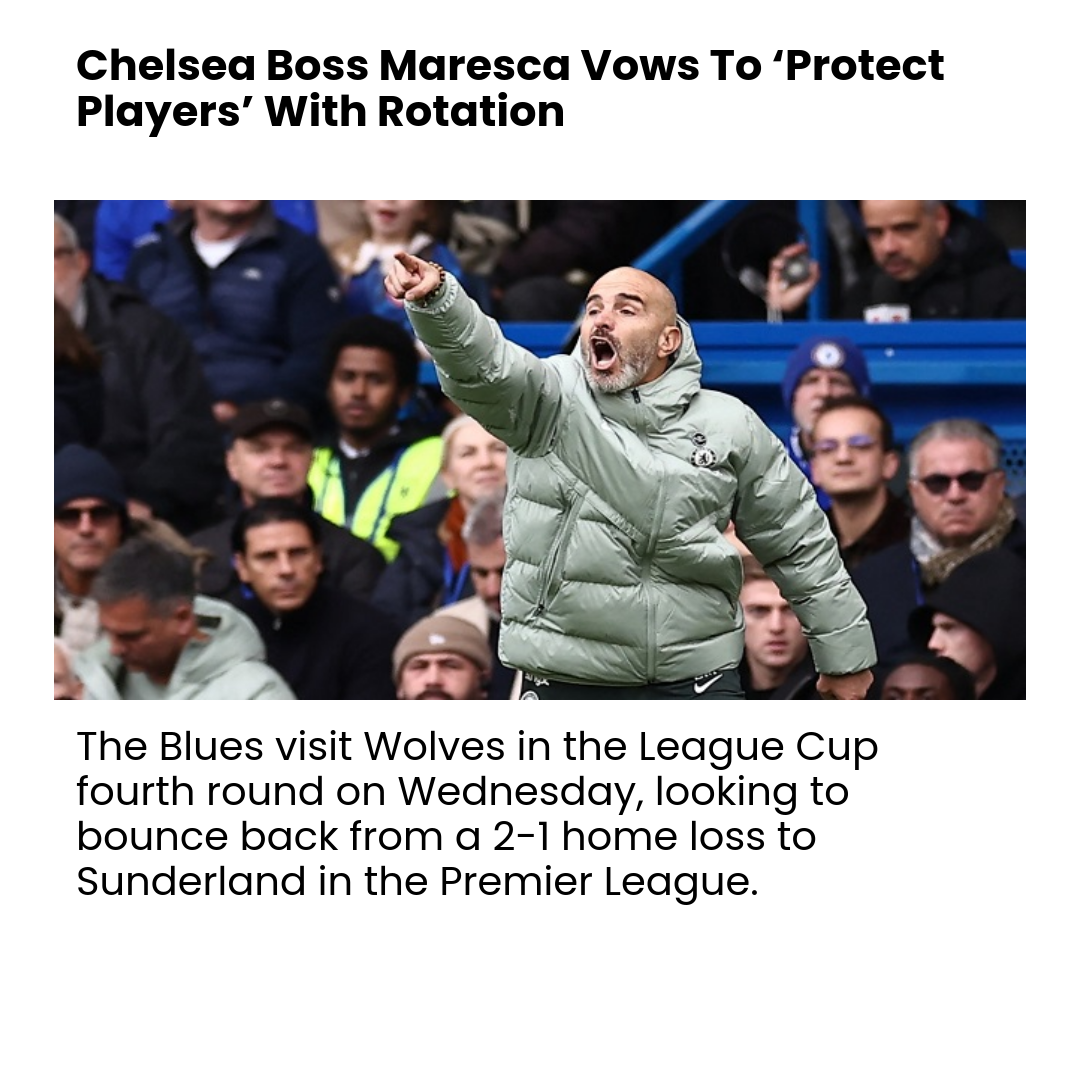 Chelsea Boss Maresca Vows To ‘Protect
Players’ With Rotation
The Blues visit Wolves in the League Cup
fourth round on Wednesday, looking to
bounce back from a 2-1 home loss to
Sunderland in the Premier League.